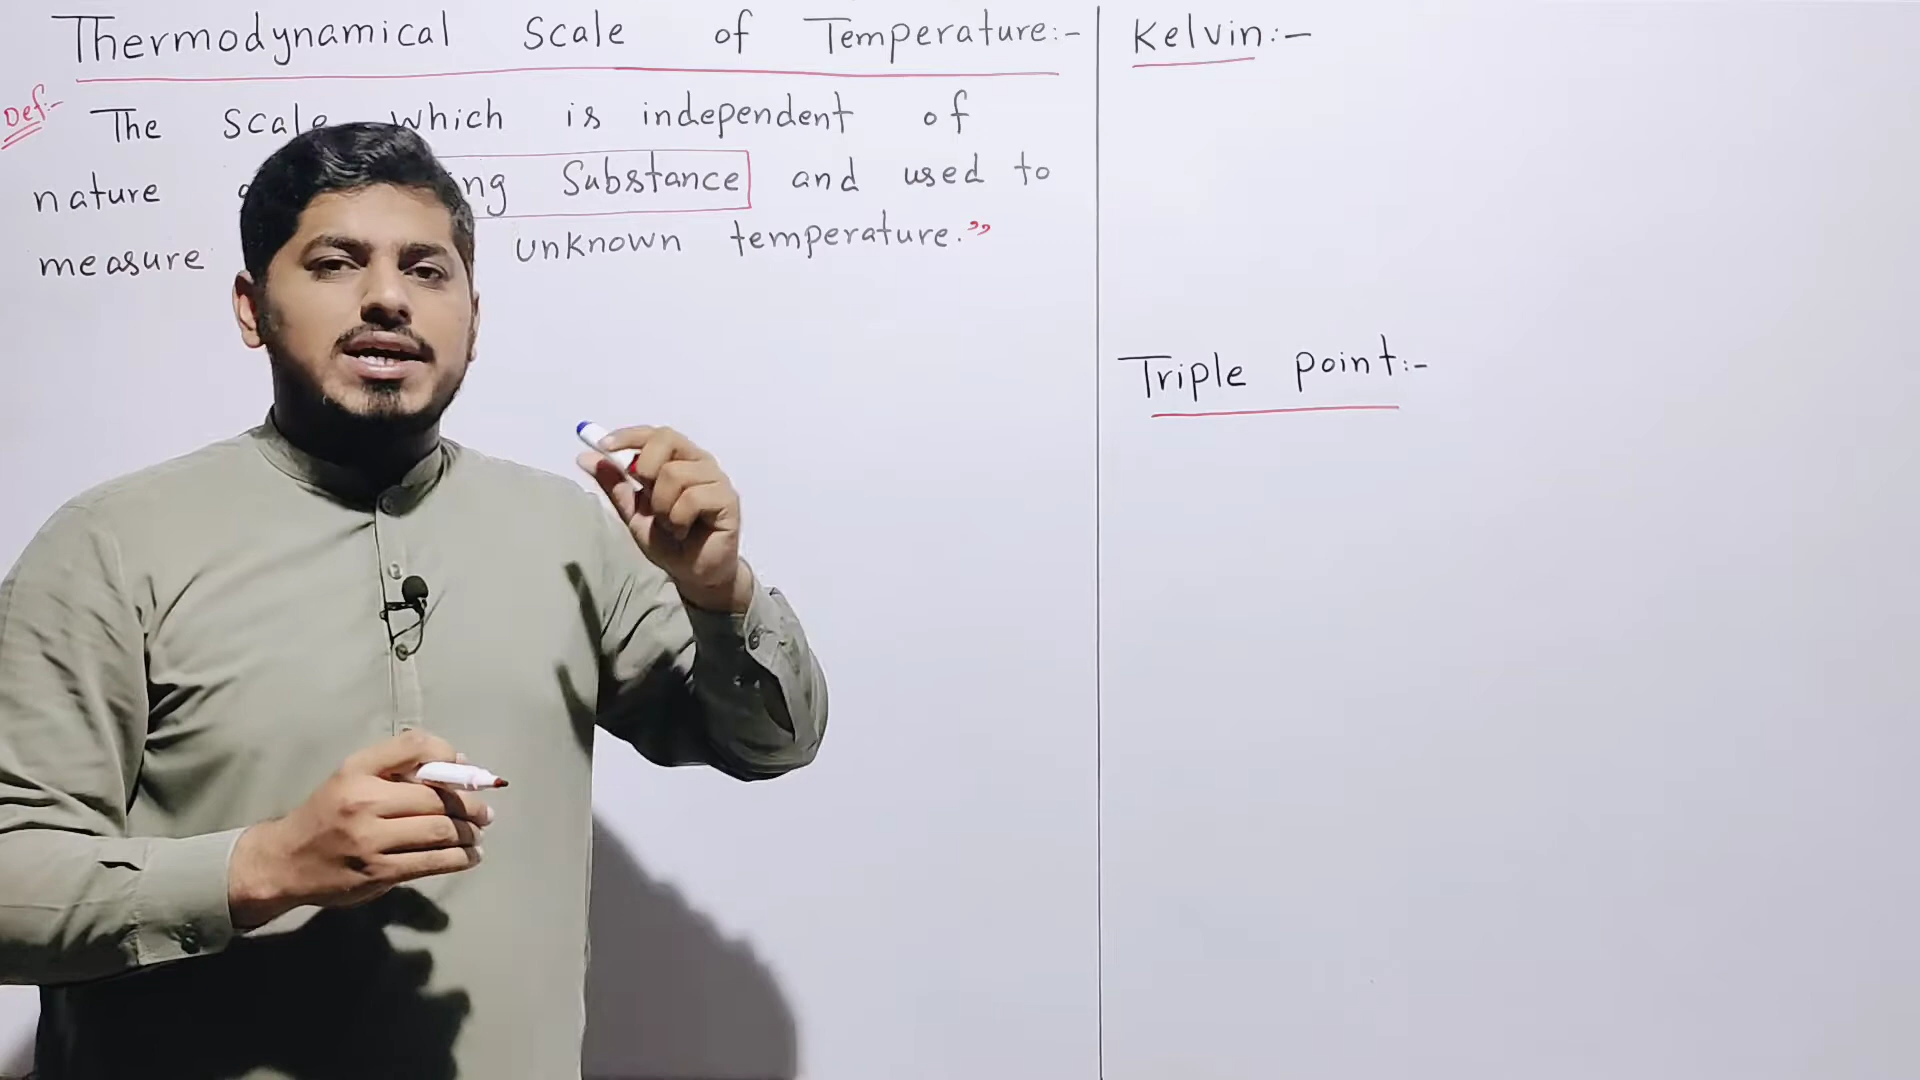 Thermodynamical Scale of Temperature:-
Def:-
The Scale which is independent of
nature Substance and used to
measure unknown temperature.”
Kelvin:-
Triple point:-